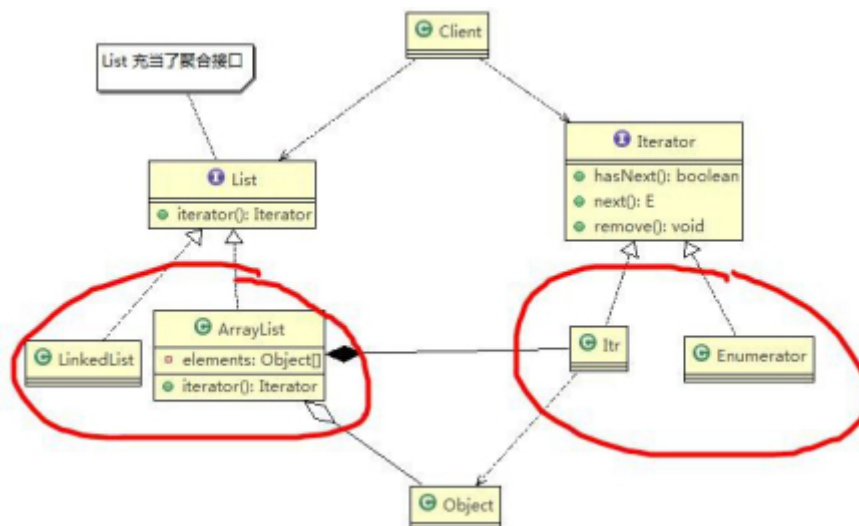 Client
List 充当了聚合接口
Iterator
hasNext(): boolean
next(): E
remove(): void
List
iterator(): Iterator
LinkedList
ArrayList
elements: Object[]
iterator(): Iterator
Itr
Enumerator
Object